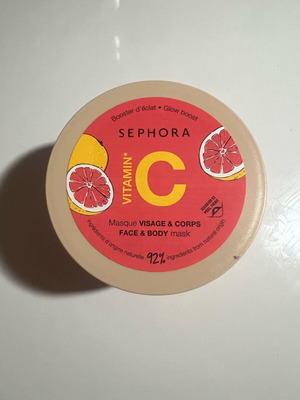 Booster d'éclat • Glow boost
SEPHORA
VITAMIN*
C
Masque VISAGE & CORPS
FACE & BODY mask
Ingrédients d'origine naturelle 92% ingredients from natural origin